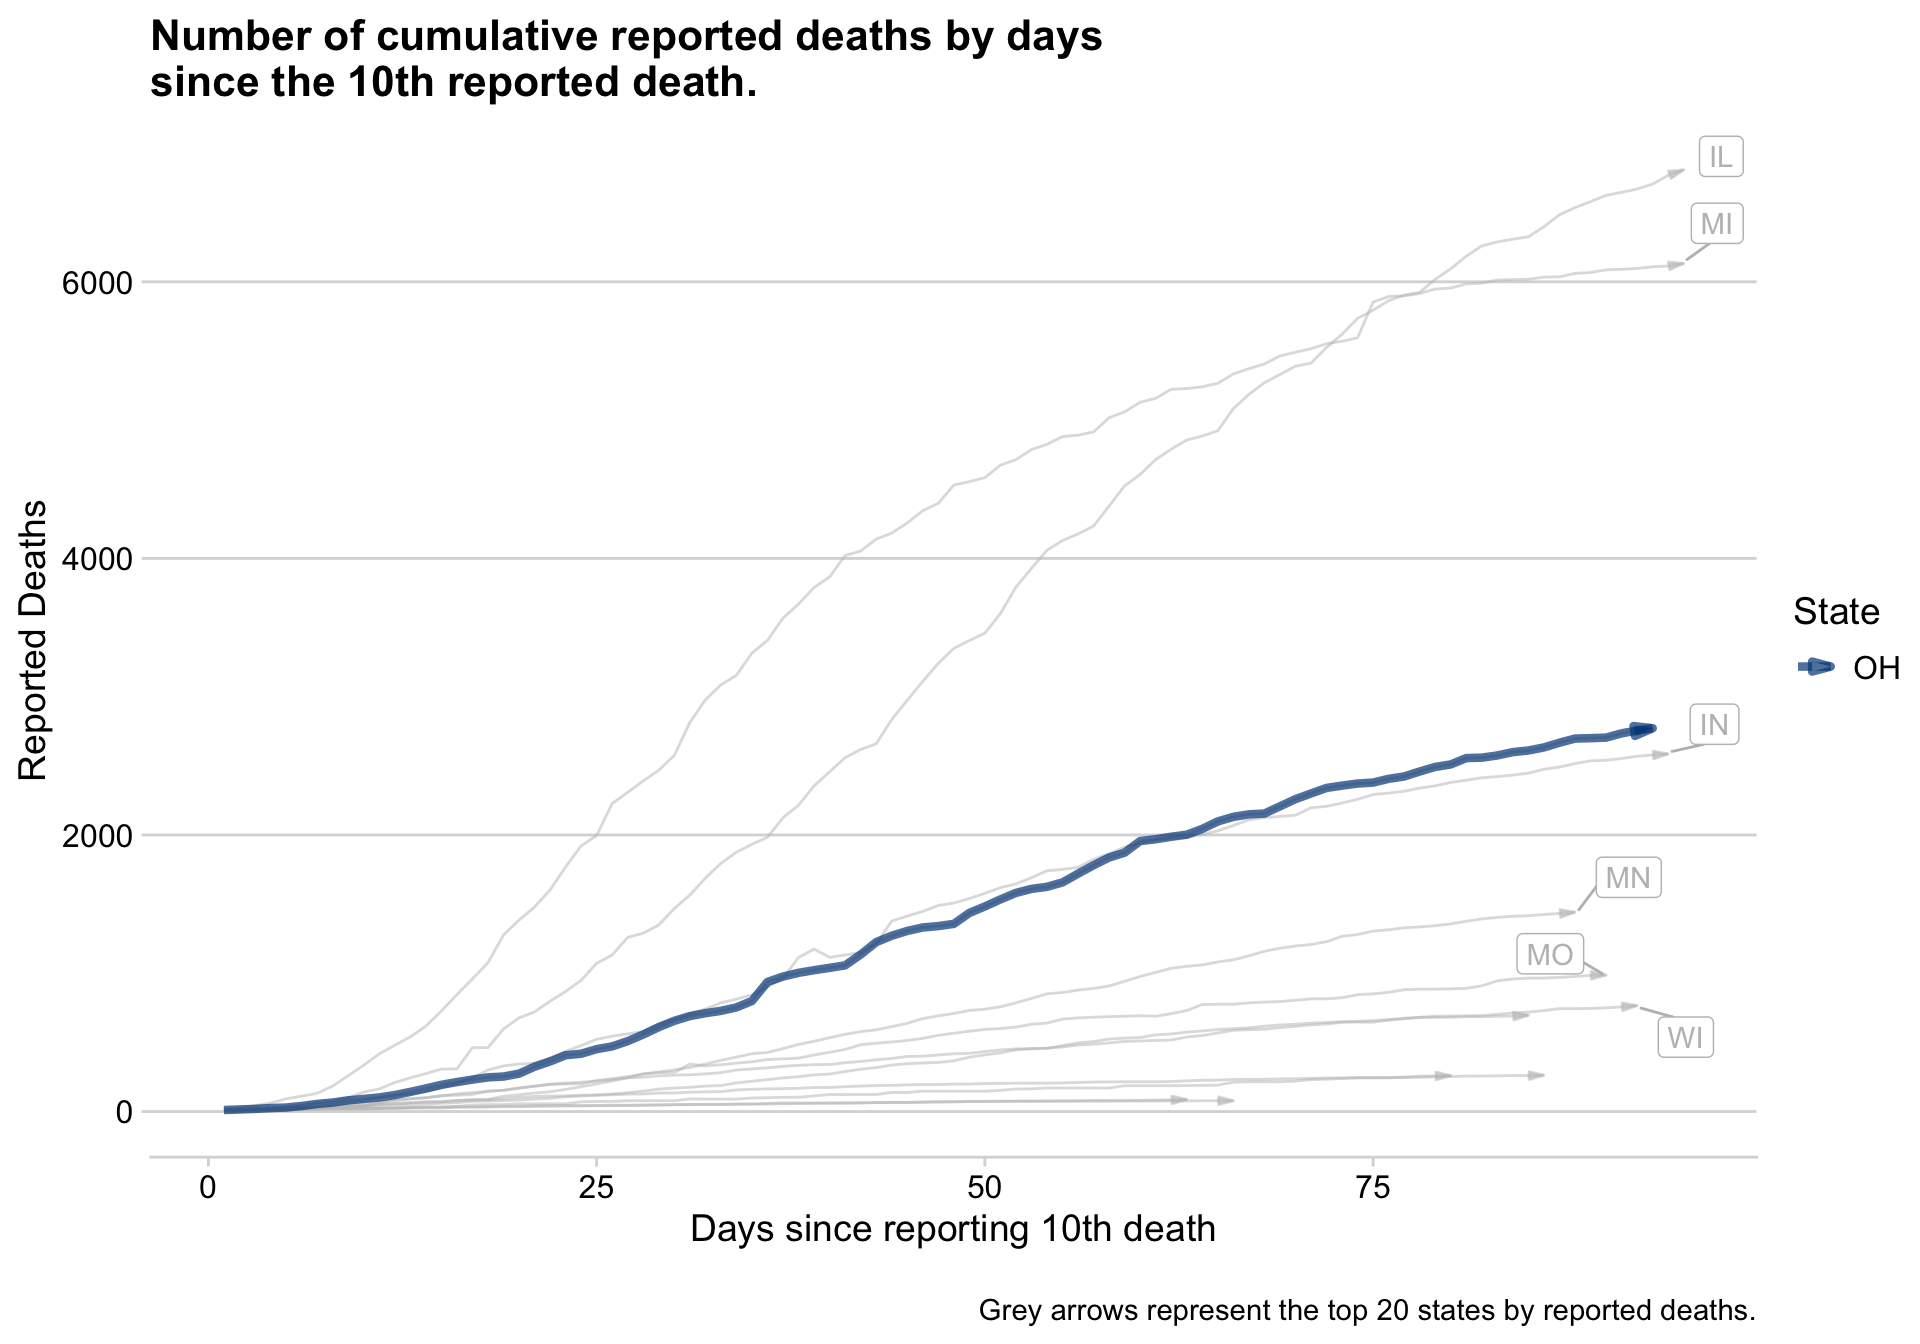 Number of cumulative reported deaths by days
since the 10th reported death.
IL
MI
6000
4000
Reported Deaths
State
OH
IN
2000
MN
MO
WI
0
0 25 50 75
Days since reporting 10th death
Grey arrows represent the top 20 states by reported deaths.